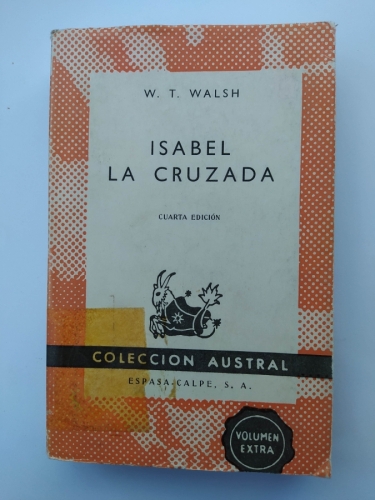 W. T. WALSH
ISABEL
LA CRUZADA
CUARTA EDICIÓN
COLECCION AUSTRAL
ESPASA-CALPE, S. A.
VOLUMEN
EXTRA